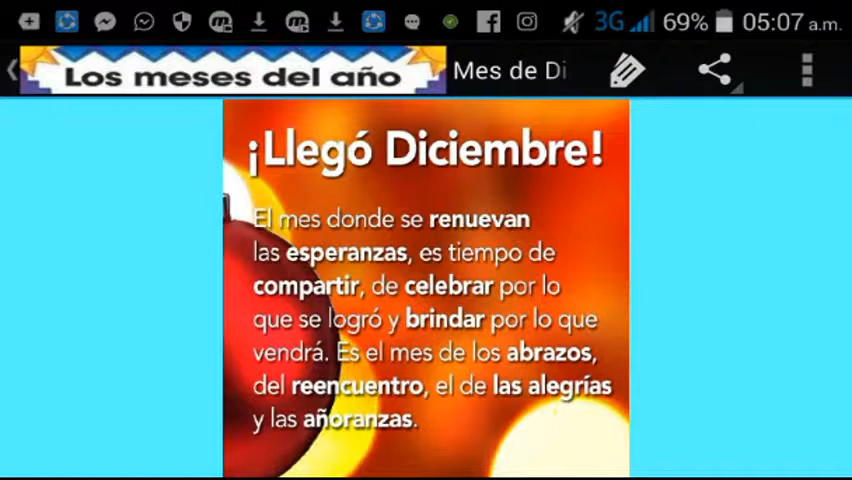 3G 69% 05:07 a.m.
Los meses del año Mes de Di
¡Llegó Diciembre!
El mes donde se renuevan
las esperanzas, es tiempo de
compartir, de celebrar por lo
que se logró y brindar por lo que
vendrá. Es el mes de los abrazos,
del reencuentro, el de las alegrías
y las añoranzas.